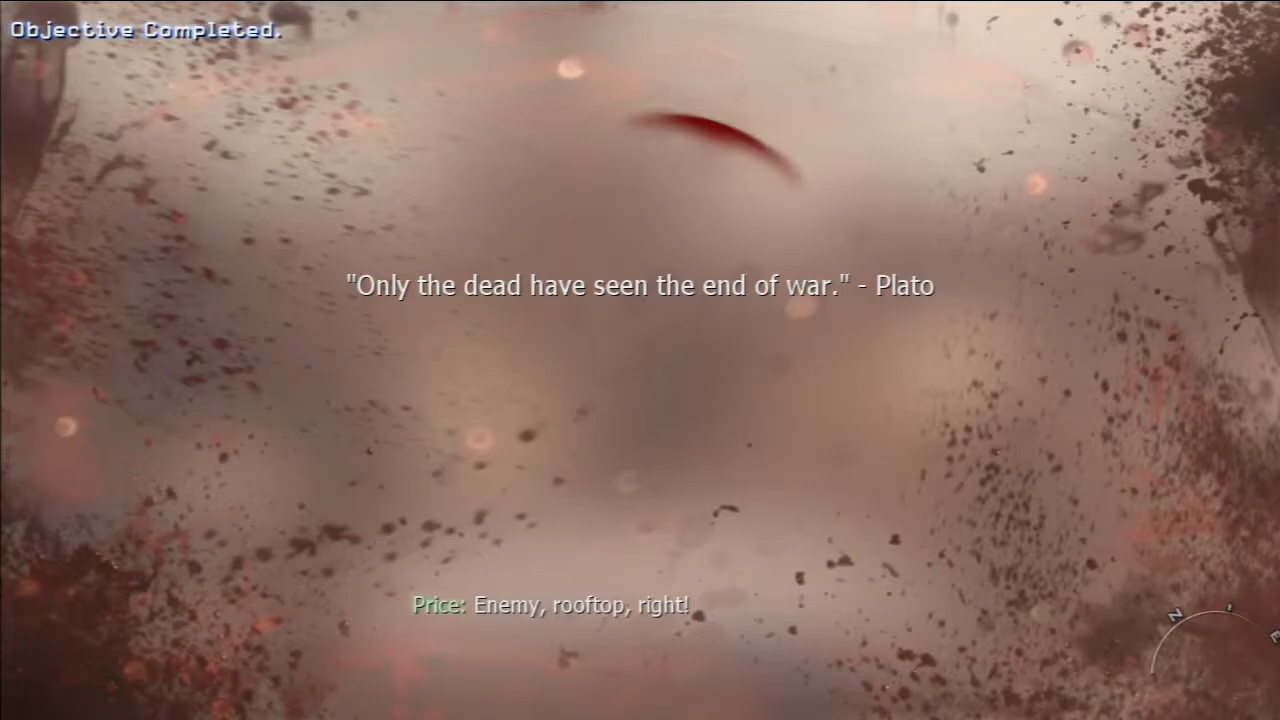 Objective Completed.
"Only the dead have seen the end of war." - Plato
Price: Enemy, rooftop, right!
N
E